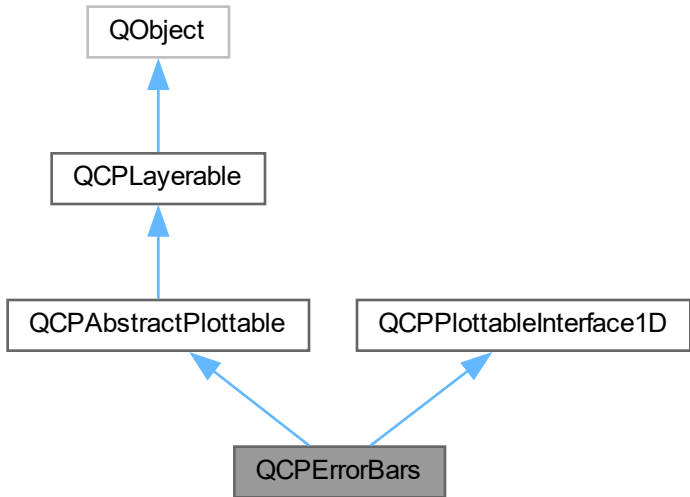 QObject
QCPLayerable
QCPAbstractPlottable
QCPPlottableInterface1D
QCPErrorBars